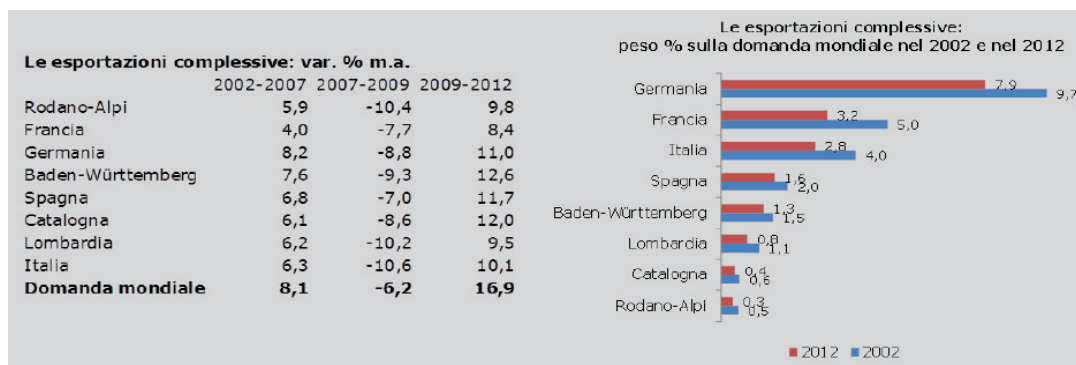 Le esportazioni complessive: var. % m.a.
2002-2007 2007-2009 2009-2012
Rodano-Alpi 5,9 -10,4 9,8
Francia 4,0 -7,7 8,4
Germania 8,2 -8,8 11,0
Baden-Württemberg 7,6 -9,3 12,6
Spagna 6,8 -7,0 11,7
Catalogna 6,1 -8,6 12,0
Lombardia 6,2 -10,2 9,5
Italia 6,3 -10,6 10,1
Domanda mondiale 8,1 -6,2 16,9
Le esportazioni complessive:
peso % sulla domanda mondiale nel 2002 e nel 2012
Germania 7,9
9,7
Francia 3,2
5,0
Italia 2,8
4,0
Spagna 1,6
2,0
Baden-Württemberg 1,3
1,5
Lombardia 0,8
1,1
Catalogna 0,4
0,6
Rodano-Alpi 0,3
0,5
2012 2002